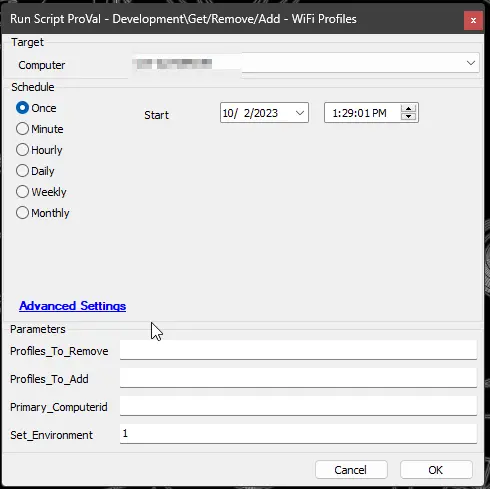 Run Script ProVal - Development\Get/Remove/Add - WiFi Profiles
x
Target
Computer
Schedule
Once
Start
10/ 2/2023
1:29:01 PM
Minute
Hourly
Daily
Weekly
Monthly
Advanced Settings
Parameters
Profiles_To_Remove
Profiles_To_Add
Primary_Computerid
Set_Environment
1
Cancel
OK